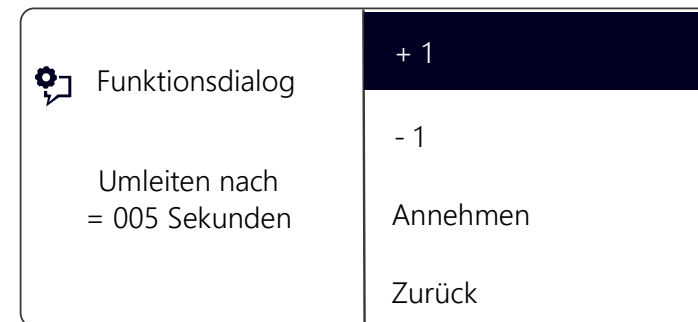 Funktionsdialog
Umleiten nach
= 005 Sekunden
+ 1
- 1
Annehmen
Zurück